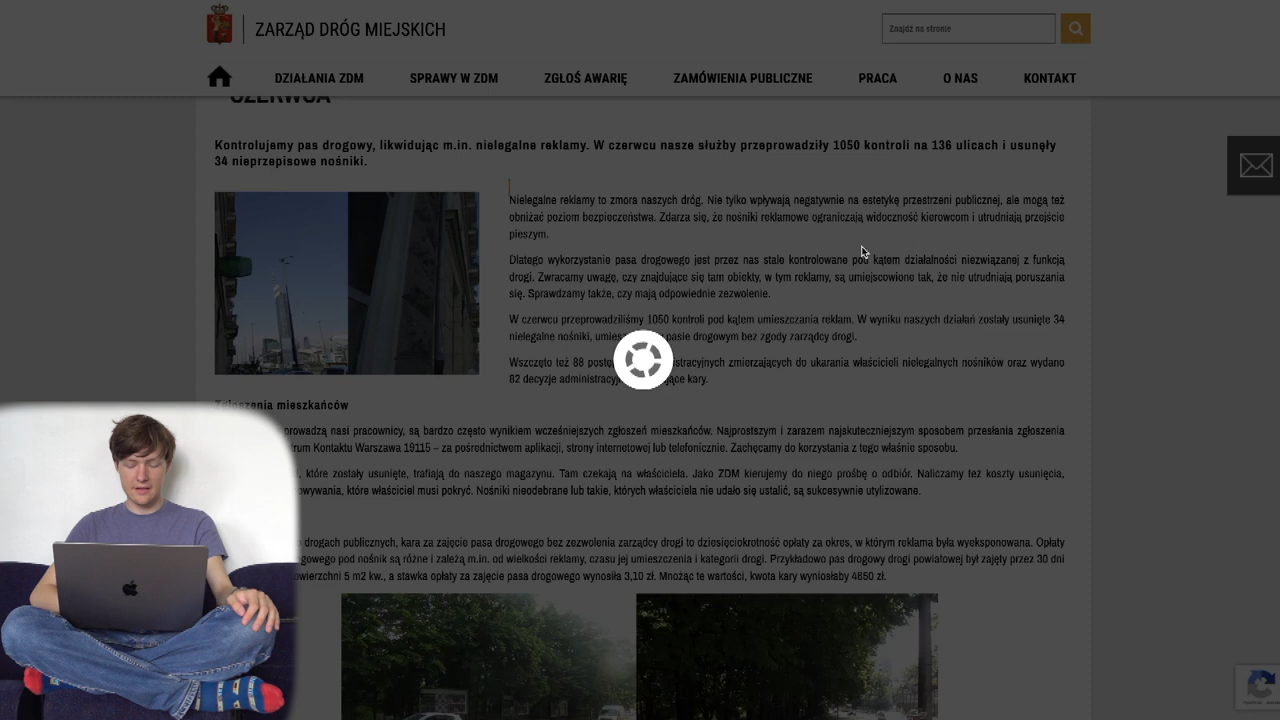 ZARZĄD DRÓG MIEJSKICH
Znajdź na stronie
DZIAŁANIA ZDM SPRAWY W ZDM ZGŁOŚ AWARIĘ ZAMÓWIENIA PUBLICZNE PRACA O NAS KONTAKT
CZERWCA
Kontrolujemy pas drogowy, likwidując m.in. nielegalne reklamy. W czerwcu nasze służby przeprowadziły 1050 kontroli na 136 ulicach i usunęły
34 nieprzepisowe nośniki.
Nielegalne reklamy to zmora naszych dróg. Nie tylko wpływają negatywnie na estetykę przestrzeni publicznej, ale mogą też
obniżać poziom bezpieczeństwa. Zdarza się, że nośniki reklamowe ograniczają widoczność kierowcom i utrudniają przejście
pieszym.
Dlatego wykorzystanie pasa drogowego jest przez nas stale kontrolowane pod kątem działalności niezwiązanej z funkcją
drogi. Zwracamy uwagę, czy znajdujące się tam obiekty, w tym reklamy, są umiejscowione tak, że nie utrudniają poruszania
się. Sprawdzamy także, czy mają odpowiednie zezwolenie.
W czerwcu przeprowadziliśmy 1050 kontroli pod kątem umieszczania reklam. W wyniku naszych działań zostały usunięte 34
nielegalne nośniki, pasie drogowym bez zgody zarządcy drogi.
Wszczęto też 88 zmierzających do ukarania właścicieli nielegalnych nośników oraz wydano
82 decyzje kary.
Zgłoszenia mieszkańców
nasi pracownicy, są bardzo często wynikiem wcześniejszych zgłoszeń mieszkańców. Najprostszym i zarazem najskuteczniejszym sposobem przesłania zgłoszenia
Kontaktu Warszawa 19115 – za pośrednictwem aplikacji, strony internetowej lub telefonicznie. Zachęcamy do korzystania z tego właśnie sposobu.
które zostały usunięte, trafiają do naszego magazynu. Tam czekają na właściciela. Jako ZDM kierujemy do niego prośbę o odbiór. Naliczamy też koszty usunięcia,
które właściciel musi pokryć. Nośniki nieodebrane lub takie, których właściciela nie udało się ustalić, są sukcesywnie utylizowane.
o drogach publicznych, kara za zajęcie pasa drogowego bez zezwolenia zarządcy drogi to dziesięciokrotność opłaty za okres, w którym reklama była wyeksponowana. Opłaty
pod nośnik są różne i zależą m.in. od wielkości reklamy, czasu jej umieszczenia i kategorii drogi. Przykładowo pas drogowy drogi powiatowej był zajęty przez 30 dni
5 m2 kw., a stawka opłaty za zajęcie pasa drogowego wynosiła 3,10 zł. Mnożąc te wartości, kwota kary wyniosłaby 4650 zł.